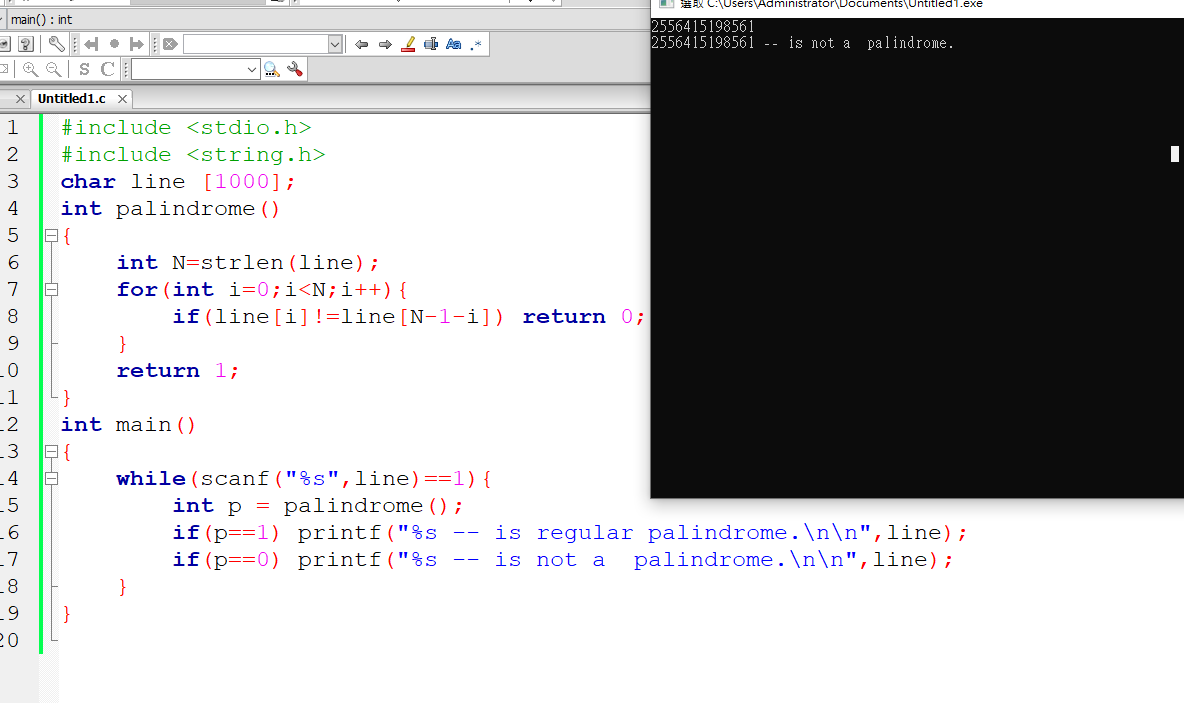 main() : int
選取 C:\Users\Administrator\Documents\Untitled1.exe
2556415198561
2556415198561 -- is not a  palindrome.
Untitled1.c
1 #include <stdio.h>
2 #include <string.h>
3 char line [1000];
4 int palindrome()
5 {
6     int N=strlen(line);
7     for(int i=0;i<N;i++){
8         if(line[i]!=line[N-1-i]) return 0;
9     }
10     return 1;
11 }
12 int main()
13 {
14     while(scanf("%s",line)==1){
15         int p = palindrome();
16         if(p==1) printf("%s -- is regular palindrome.\n\n",line);
17         if(p==0) printf("%s -- is not a  palindrome.\n\n",line);
18     }
19 }
20